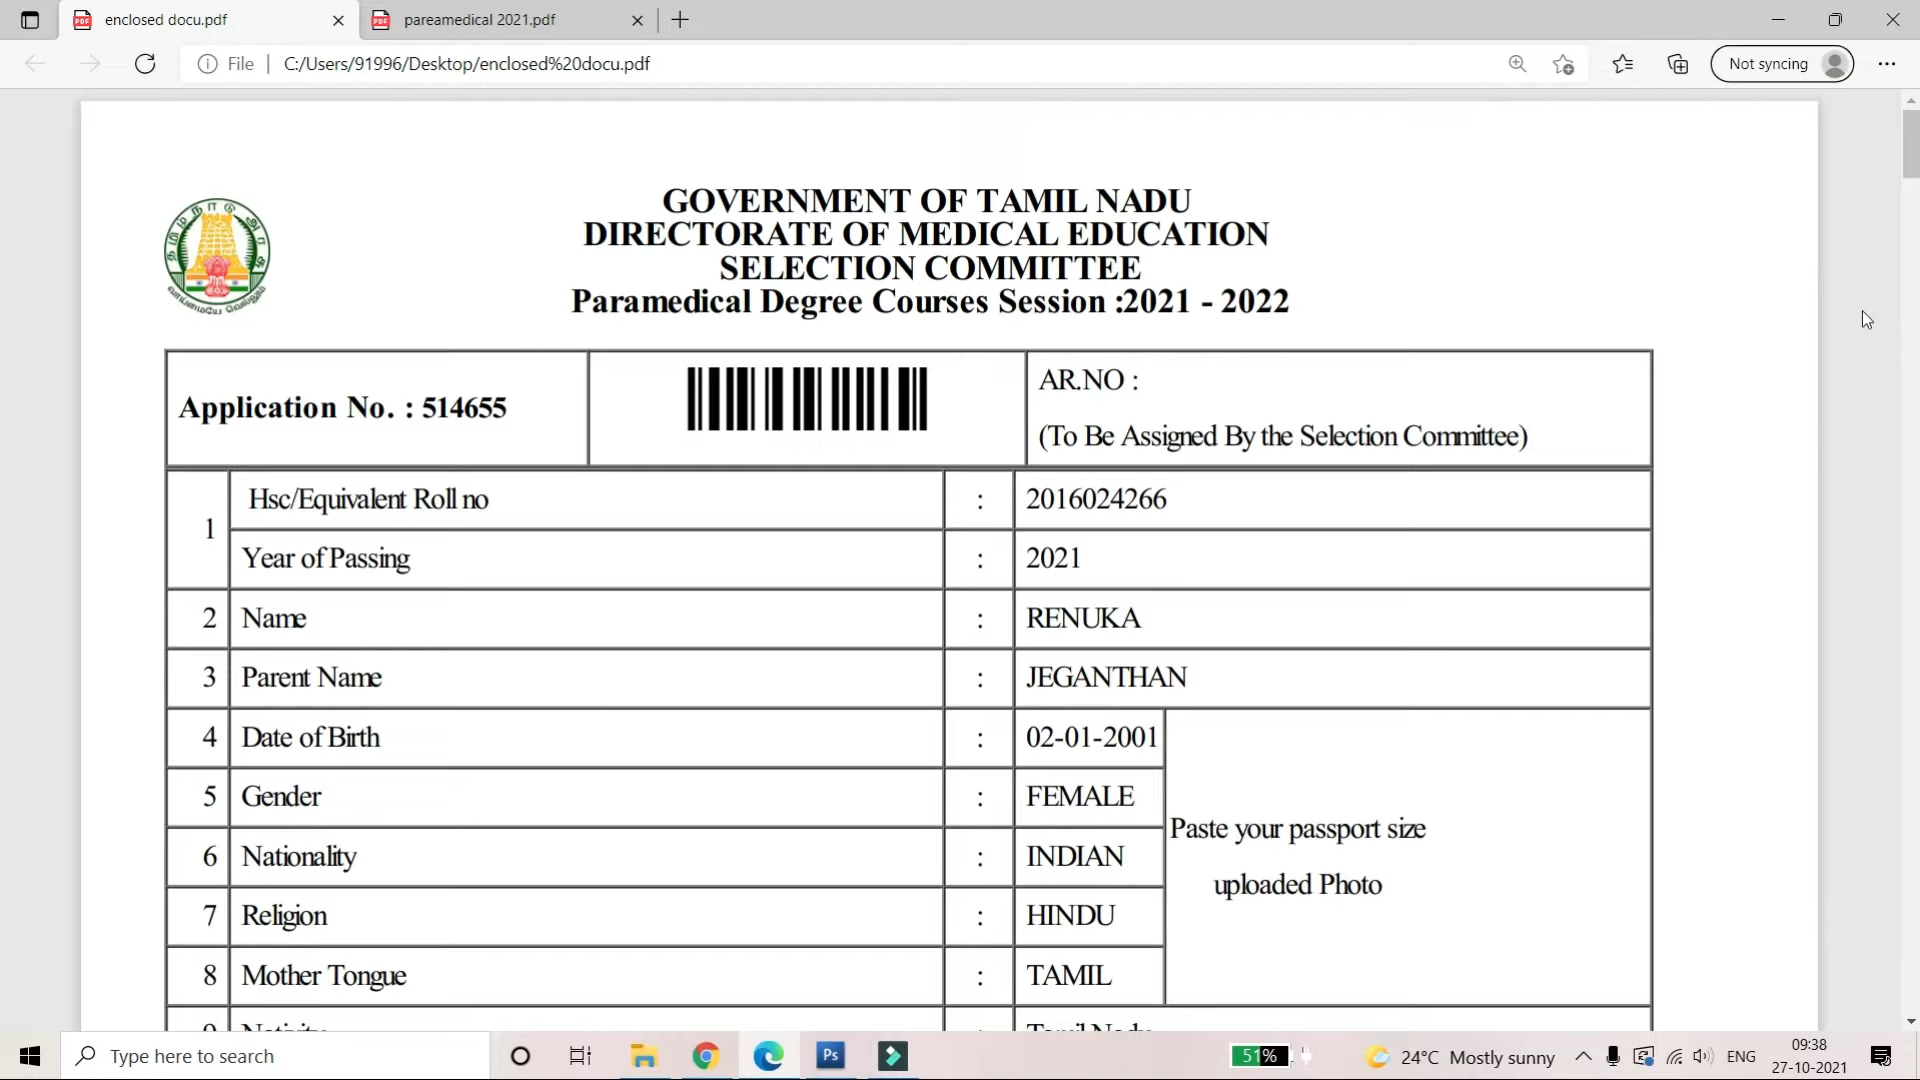 enclosed docu.pdf
pareamedical 2021.pdf
File
C:/Users/91996/Desktop/enclosed%20docu.pdf
Not syncing
GOVERNMENT OF TAMIL NADU
DIRECTORATE OF MEDICAL EDUCATION
SELECTION COMMITTEE
Paramedical Degree Courses Session :2021 - 2022
Application No. : 514655
AR.NO :
(To Be Assigned By the Selection Committee)
1
Hsc/Equivalent Roll no : 2016024266
Year of Passing : 2021
2 Name : RENUKA
3 Parent Name : JEGANTHAN
4 Date of Birth : 02-01-2001
5 Gender : FEMALE
6 Nationality : INDIAN
7 Religion : HINDU
8 Mother Tongue : TAMIL
Paste your passport size
uploaded Photo
9 Nativity : Tamil Nadu
Type here to search
Ps
51%
24°C Mostly sunny
ENG
09:38
27-10-2021